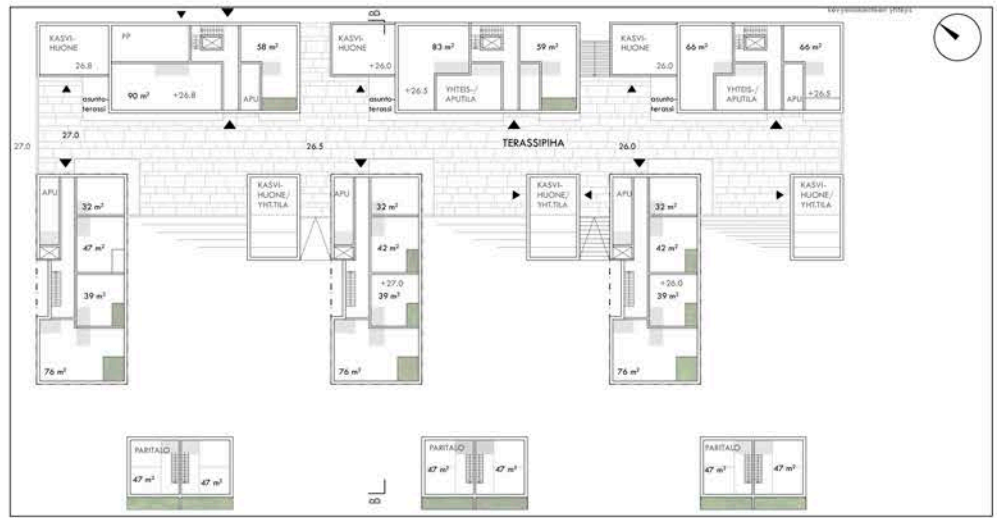 B
KASVI-
HUONE
26.8
PP
90 m²
+26.8
58 m²
APU
asunto-
terassi
KASVI-
HUONE
+26.0
83 m²
+26.5
YHTEIS-/
APUTILA
59 m²
asunto-
terassi
KASVI-
HUONE
26.0
66 m²
YHTEIS-/
APUTILA
APU
66 m²
+26.5
asunto-
terassi
27.0
27.0
26.5
TERASSIPIHA
26.0
APU
32 m²
47 m²
39 m²
76 m²
KASVI-
HUONE/
YHT.TILA
APU
32 m²
42 m²
+27.0
39 m²
76 m²
KASVI-
HUONE/
YHT.TILA
APU
32 m²
42 m²
+26.0
39 m²
76 m²
KASVI-
HUONE/
YHT.TILA
PARITALO
47 m²
47 m²
PARITALO
47 m²
47 m²
PARITALO
47 m²
47 m²
B